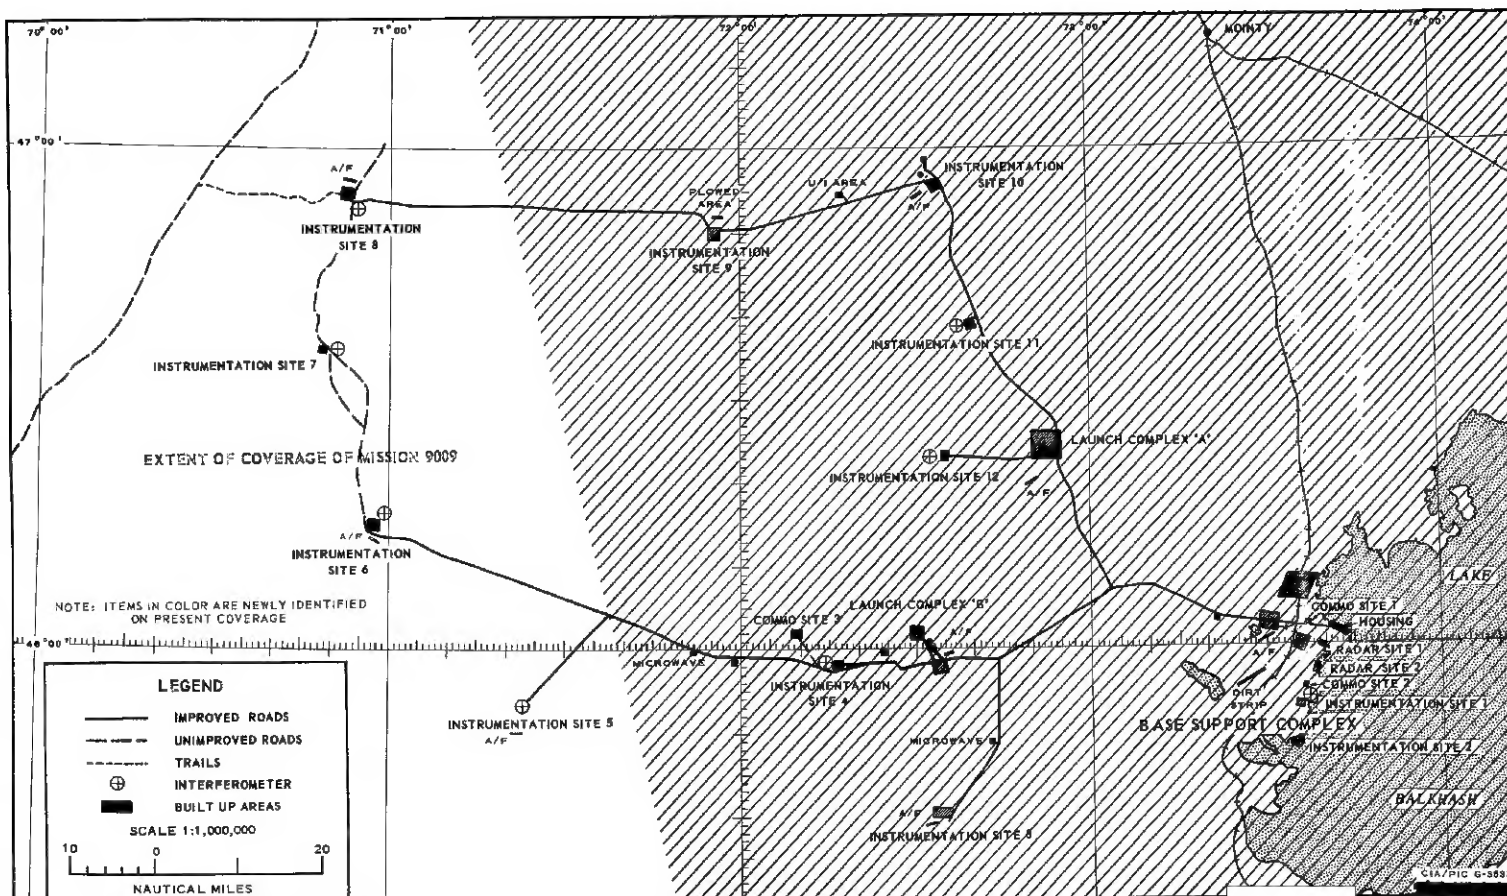 70°00'
71°00'
72°00'
73°00'
74°00'
MOINTY
47°00'
A/F
INSTRUMENTATION
SITE 8
PLOWED
AREA
U/I AREA
INSTRUMENTATION
SITE 10
A/F
INSTRUMENTATION
SITE 9
INSTRUMENTATION SITE 7
INSTRUMENTATION SITE 11
EXTENT OF COVERAGE OF MISSION 9009
LAUNCH COMPLEX "A"
INSTRUMENTATION SITE 12
A/F
A/F
INSTRUMENTATION
SITE 6
NOTE: ITEMS IN COLOR ARE NEWLY IDENTIFIED
ON PRESENT COVERAGE
LAKE
COMMO SITE 1
HOUSING
LAUNCH COMPLEX "B"
COMMO SITE 3
A/F
46°00'
MICROWAVE
A/F
RADAR SITE 1
RADAR SITE 2
COMMO SITE 2
INSTRUMENTATION
SITE 4
DIRT
STRIP
INSTRUMENTATION SITE 1
INSTRUMENTATION SITE 5
A/F
BASE SUPPORT COMPLEX
MICROWAVE
INSTRUMENTATION SITE 2
BALKHASH
A/F
INSTRUMENTATION SITE
LEGEND
IMPROVED ROADS
UNIMPROVED ROADS
TRAILS
INTERFEROMETER
BUILT UP AREAS
SCALE 1:1,000,000
10 0 20
NAUTICAL MILES
CIA/PIC